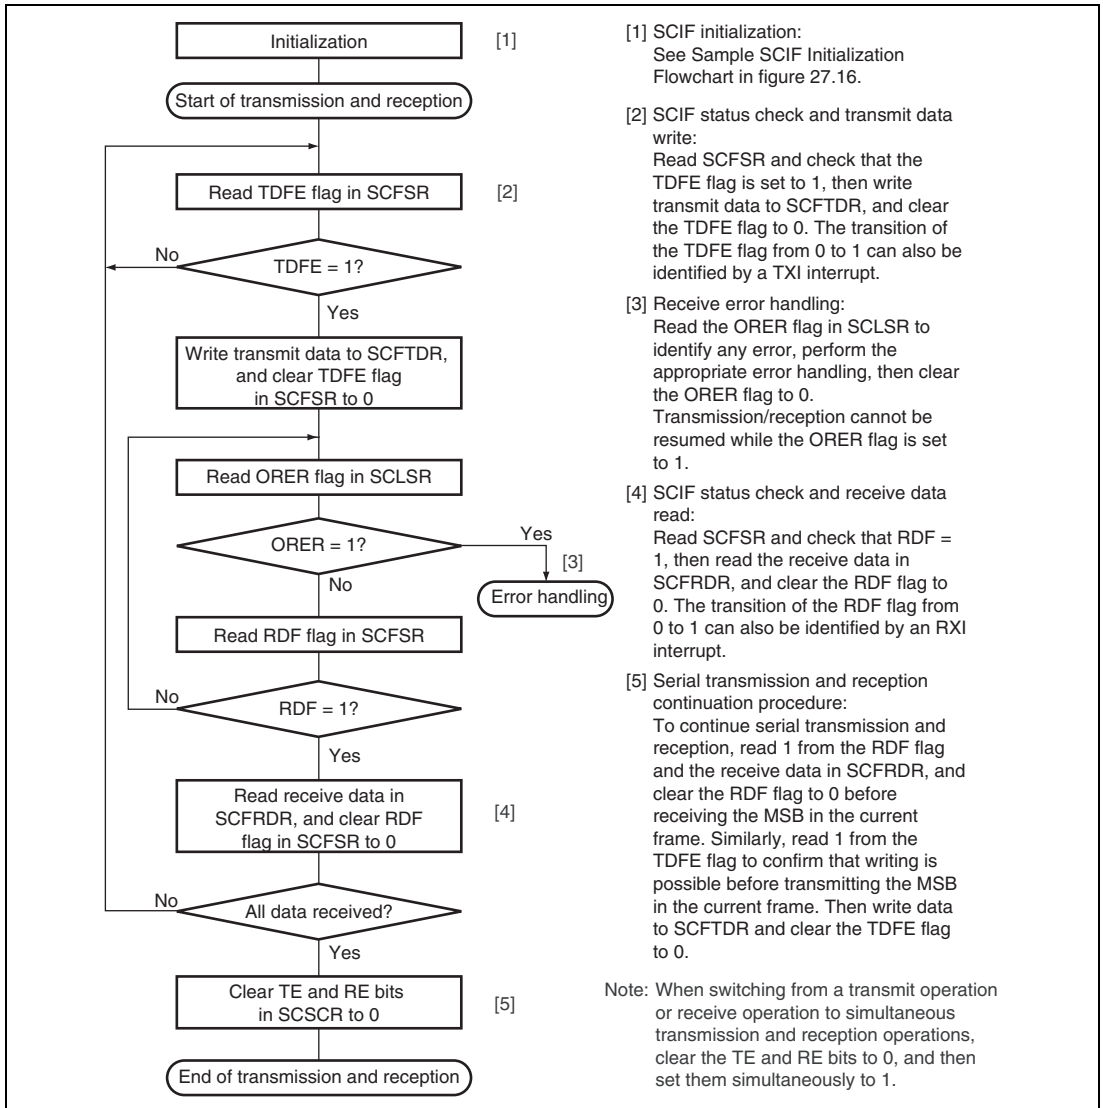 Initialization
[1]
Start of transmission and reception
Read TDFE flag in SCFSR
[2]
No
TDFE = 1?
Yes
Write transmit data to SCFTDR,
and clear TDFE flag
in SCFSR to 0
Read ORER flag in SCLSR
ORER = 1?
Yes
[3]
No
Error handling
Read RDF flag in SCFSR
No
RDF = 1?
Yes
Read receive data in
SCFRDR, and clear RDF
flag in SCFSR to 0
[4]
No
All data received?
Yes
Clear TE and RE bits
in SCSCR to 0
[5]
End of transmission and reception
[1] SCIF initialization:
See Sample SCIF Initialization
Flowchart in figure 27.16.
[2] SCIF status check and transmit data
write:
Read SCFSR and check that the
TDFE flag is set to 1, then write
transmit data to SCFTDR, and clear
the TDFE flag to 0. The transition of
the TDFE flag from 0 to 1 can also be
identified by a TXI interrupt.
[3] Receive error handling:
Read the ORER flag in SCLSR to
identify any error, perform the
appropriate error handling, then clear
the ORER flag to 0.
Transmission/reception cannot be
resumed while the ORER flag is set
to 1.
[4] SCIF status check and receive data
read:
Read SCFSR and check that RDF =
1, then read the receive data in
SCFRDR, and clear the RDF flag to
0. The transition of the RDF flag from
0 to 1 can also be identified by an RXI
interrupt.
[5] Serial transmission and reception
continuation procedure:
To continue serial transmission and
reception, read 1 from the RDF flag
and the receive data in SCFRDR, and
clear the RDF flag to 0 before
receiving the MSB in the current
frame. Similarly, read 1 from the
TDFE flag to confirm that writing is
possible before transmitting the MSB
in the current frame. Then write data
to SCFTDR and clear the TDFE flag
to 0.
Note: When switching from a transmit operation
or receive operation to simultaneous
transmission and reception operations,
clear the TE and RE bits to 0, and then
set them simultaneously to 1.